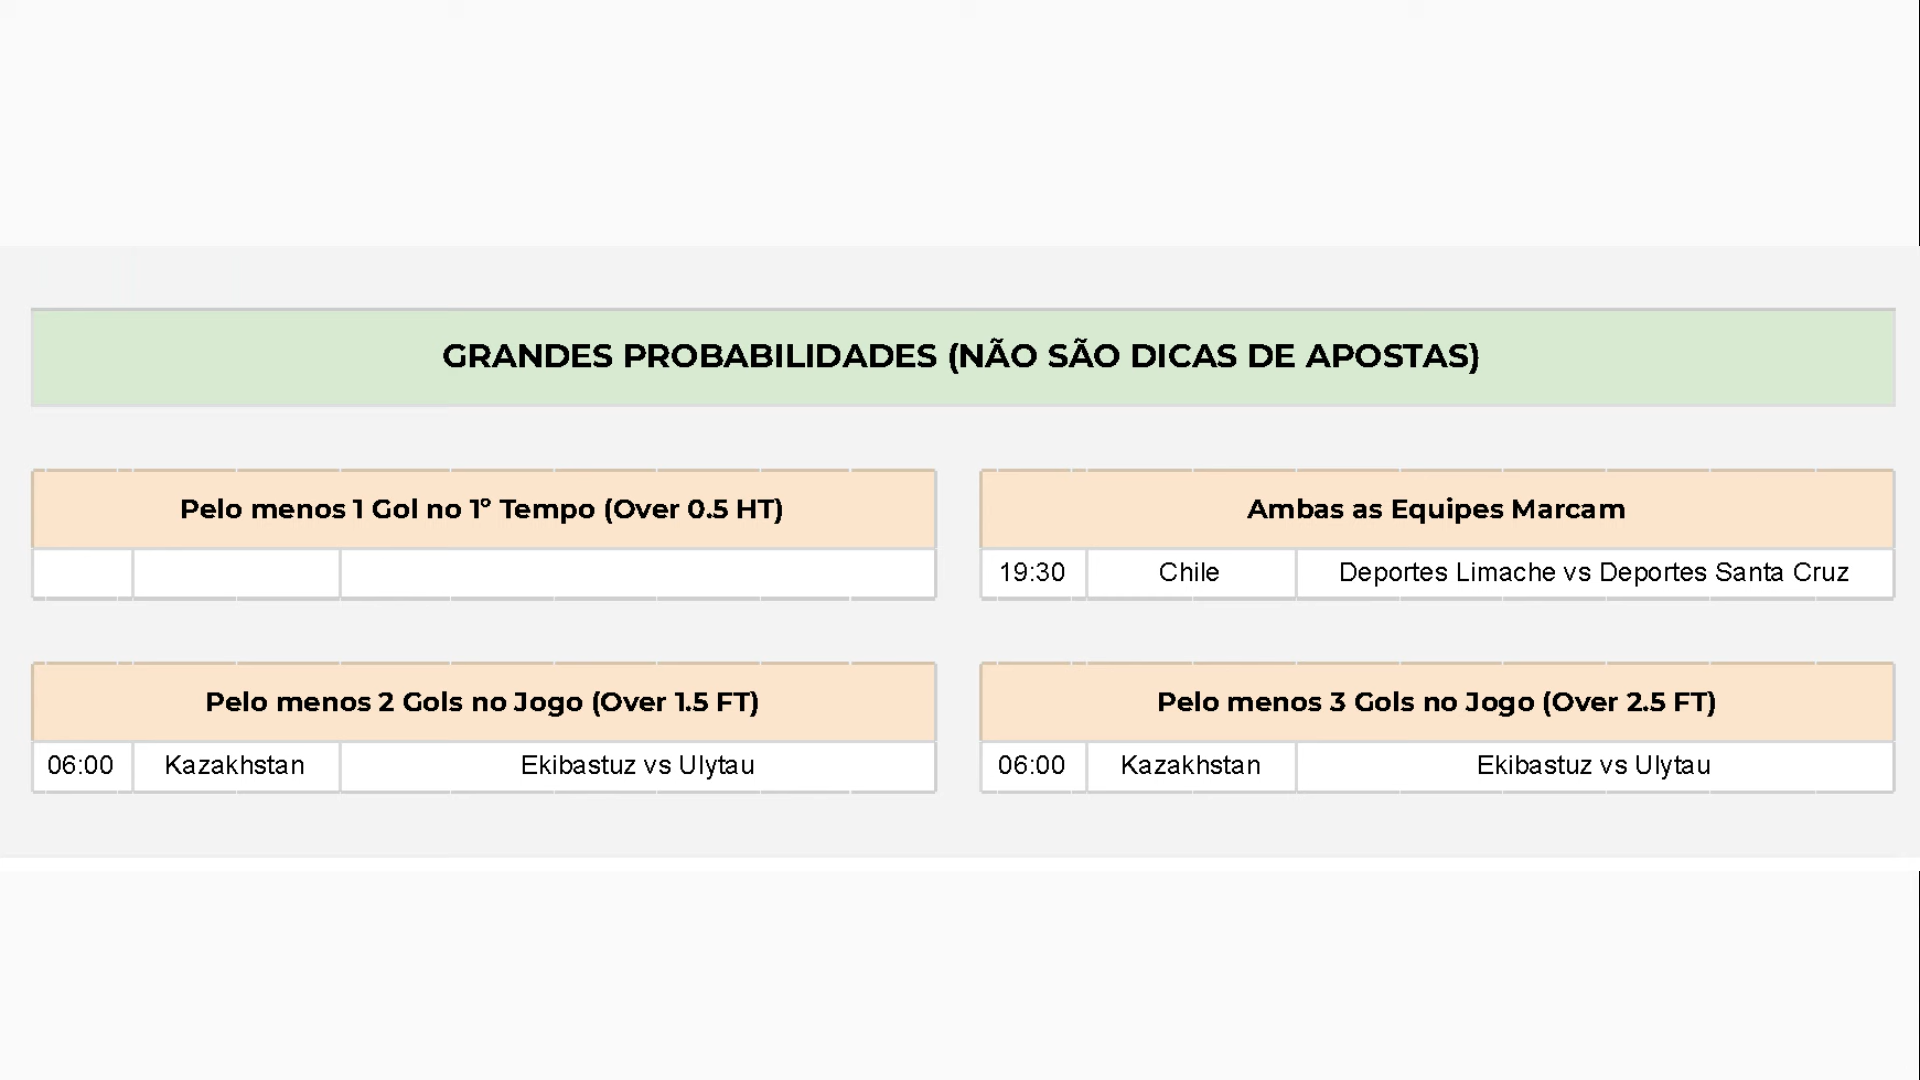 GRANDES PROBABILIDADES (NÃO SÃO DICAS DE APOSTAS)
Pelo menos 1 Gol no 1º Tempo (Over 0.5 HT)
Ambas as Equipes Marcam
19:30 Chile Deportes Limache vs Deportes Santa Cruz
Pelo menos 2 Gols no Jogo (Over 1.5 FT)
06:00 Kazakhstan Ekibastuz vs Ulytau
Pelo menos 3 Gols no Jogo (Over 2.5 FT)
06:00 Kazakhstan Ekibastuz vs Ulytau